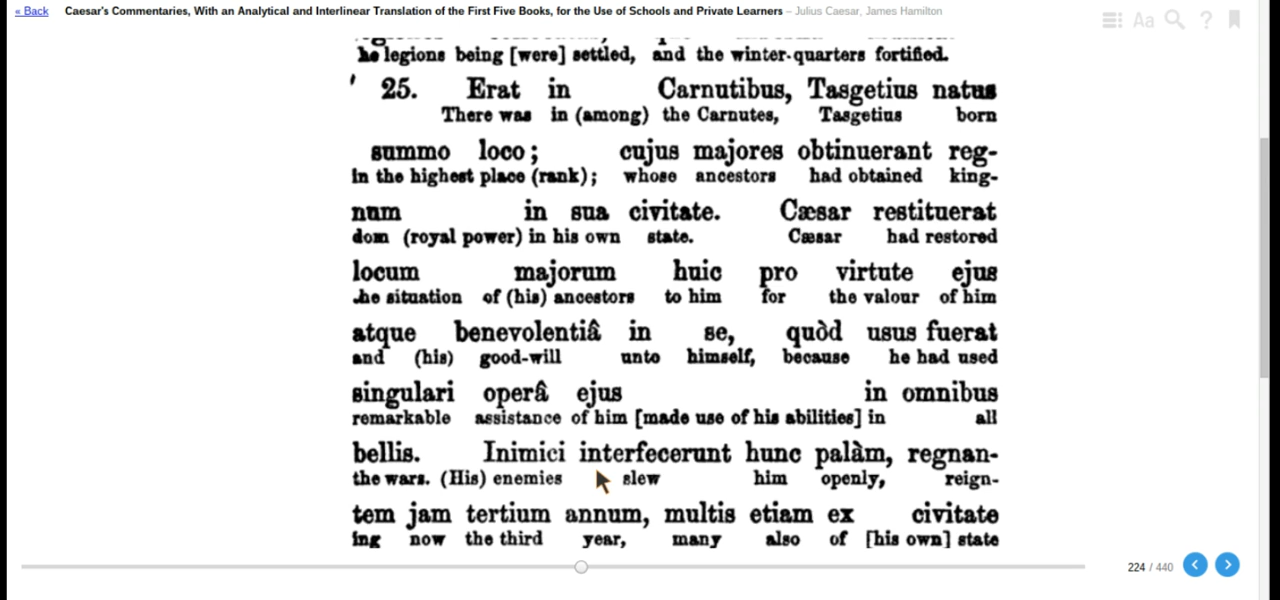 « Back Caesar's Commentaries, With an Analytical and Interlinear Translation of the First Five Books, for the Use of Schools and Private Learners – Julius Caesar, James Hamilton
Aa ?
he legions being [were] settled, and the winter-quarters fortified.
25. Erat in Carnutibus, Tasgetius natus
There was in (among) the Carnutes, Tasgetius born
summo loco; cujus majores obtinuerant reg-
in the highest place (rank); whose ancestors had obtained king-
num in sua civitate. Cæsar restituerat
dom (royal power) in his own state. Cæsar had restored
locum majorum huic pro virtute ejus
he situation of (his) ancestors to him for the valour of him
atque benevolentiâ in se, quòd usus fuerat
and (his) good-will unto himself, because he had used
singulari operâ ejus in omnibus
remarkable assistance of him [made use of his abilities] in all
bellis. Inimici interfecerunt hunc palàm, regnan-
the wars. (His) enemies slew him openly, reign-
tem jam tertium annum, multis etiam ex civitate
ing now the third year, many also of [his own] state
224 / 440